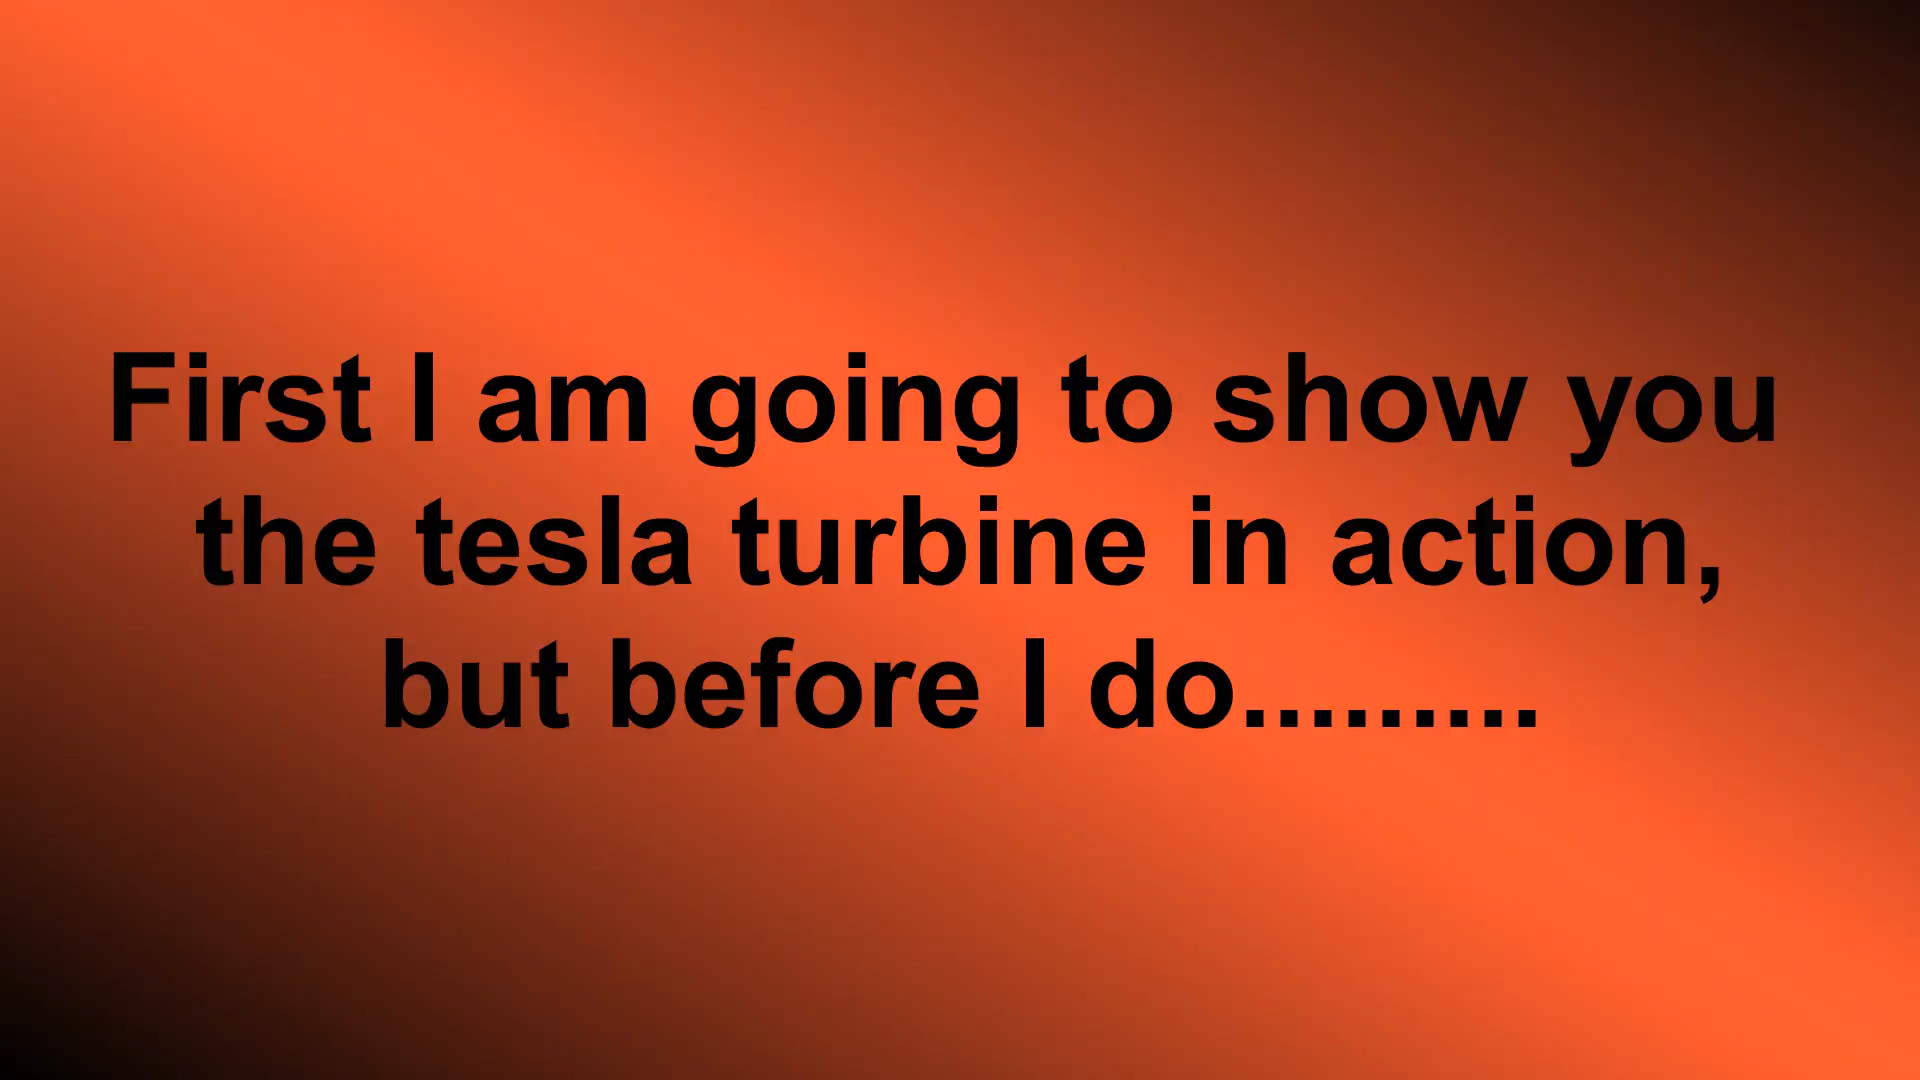 First I am going to show you
the tesla turbine in action,
but before I do.........